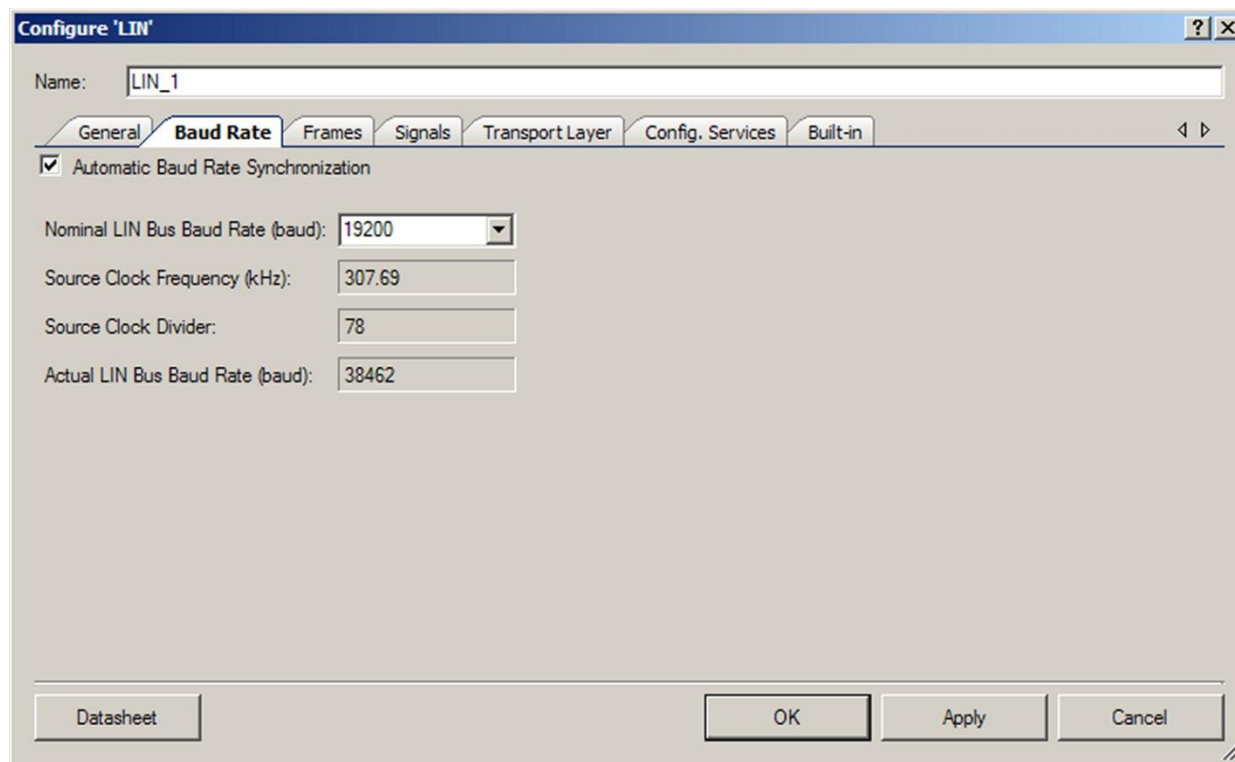 Configure 'LIN'
Name: LIN_1
General Baud Rate Frames Signals Transport Layer Config. Services Built-in
Automatic Baud Rate Synchronization
Nominal LIN Bus Baud Rate (baud): 19200
Source Clock Frequency (kHz): 307.69
Source Clock Divider: 78
Actual LIN Bus Baud Rate (baud): 38462
Datasheet OK Apply Cancel